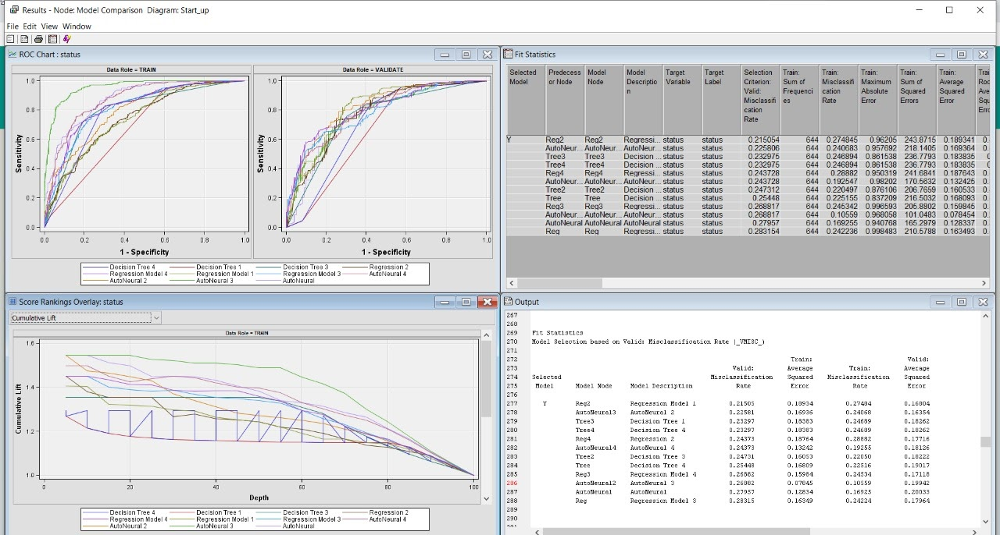 Results - Node: Model Comparison Diagram: Start_up
File Edit View Window
ROC Chart : status
Data Role = TRAIN
Data Role = VALIDATE
Sensitivity
1.0
0.8
0.6
0.4
0.2
0.0
0.0 0.2 0.4 0.6 0.8 1.0
1 - Specificity
Sensitivity
1.0
0.8
0.6
0.4
0.2
0.0
0.0 0.2 0.4 0.6 0.8 1.0
1 - Specificity
Decision Tree 4 Decision Tree 1 Decision Tree 3 Regression 2
Regression Model 4 Regression Model 1 Regression Model 3 AutoNeural 4
AutoNeural 2 AutoNeural 3 AutoNeural
Fit Statistics
Selected Predecess Model Model Target Target Selection Train: Train: Train: Train: Train: Trai
Model or Node Node Descriptio Variable Label Criterion: Sum of Misclassifi Maximum Sum of Average Roo
n Valid: Frequenci cation Absolute Squared Squared Ave
Misclassifi es Rate Error Errors Error Squ
cation Erro
Rate
Y Reg2 Reg2 Regressi... status status 0.215054 644 0.274845 0.96205 243.8715 0.189341 0.
AutoNeur... AutoNeur... AutoNeur... status status 0.225806 644 0.240683 0.957692 218.1405 0.169364 0.
Tree3 Tree3 Decision ... status status 0.232975 644 0.246894 0.861538 236.7793 0.183835 0
Tree4 Tree4 Decision ... status status 0.232975 644 0.246894 0.861538 236.7793 0.183835 0
Reg4 Reg4 Regressi... status status 0.243728 644 0.28882 0.950319 241.6841 0.187643 0.
AutoNeur... AutoNeur... AutoNeur... status status 0.243728 644 0.192547 0.98202 170.5632 0.132425 0.
Tree2 Tree2 Decision ... status status 0.247312 644 0.220497 0.876106 206.7659 0.160533 0.
Tree Tree Decision ... status status 0.25448 644 0.225155 0.837209 216.5032 0.168093 0.
Reg3 Reg3 Regressi... status status 0.268817 644 0.245342 0.996593 205.8802 0.159845 0.
AutoNeur... AutoNeur... AutoNeur... status status 0.268817 644 0.10559 0.968058 101.0483 0.078454 0.
AutoNeural AutoNeural AutoNeural status status 0.27957 644 0.169255 0.940768 165.2979 0.128337 0.
Reg Reg Regressi... status status 0.283154 644 0.242236 0.998483 210.5788 0.163493 0.
Score Rankings Overlay: status
Cumulative Lift
Data Role = TRAIN
Cumulative Lift
1.6
1.4
1.2
1.0
0 20 40 60 80 100
Depth
Decision Tree 4 Decision Tree 1 Decision Tree 3 Regression 2
Regression Model 4 Regression Model 1 Regression Model 3 AutoNeural 4
AutoNeural 2 AutoNeural 3 AutoNeural
Output
267
268
269 Fit Statistics
270 Model Selection based on Valid: Misclassification Rate (_VMISC_)
271
272 Train: Valid:
273 Valid: Average Train: Average
274 Selected Misclassification Squared Misclassification Squared
275 Model Model Node Model Description Rate Error Rate Error
276
277 Y Reg2 Regression Model 1 0.21505 0.18934 0.27484 0.16804
278 AutoNeural3 AutoNeural 2 0.22581 0.16936 0.24068 0.16354
279 Tree3 Decision Tree 1 0.23297 0.18383 0.24689 0.18262
280 Tree4 Decision Tree 4 0.23297 0.18383 0.24689 0.18262
281 Reg4 Regression 2 0.24373 0.18764 0.28882 0.17716
282 AutoNeural4 AutoNeural 4 0.24373 0.13242 0.19255 0.18126
283 Tree2 Decision Tree 3 0.24731 0.16053 0.22050 0.18222
284 Tree Decision Tree 4 0.25448 0.16809 0.22516 0.19017
285 Reg3 Regression Model 4 0.26882 0.15984 0.24534 0.17118
286 AutoNeural2 AutoNeural 3 0.26882 0.07845 0.10559 0.19942
287 AutoNeural AutoNeural 0.27957 0.12834 0.16925 0.20033
288 Reg Regression Model 3 0.28315 0.16349 0.24224 0.17964
289
290
291